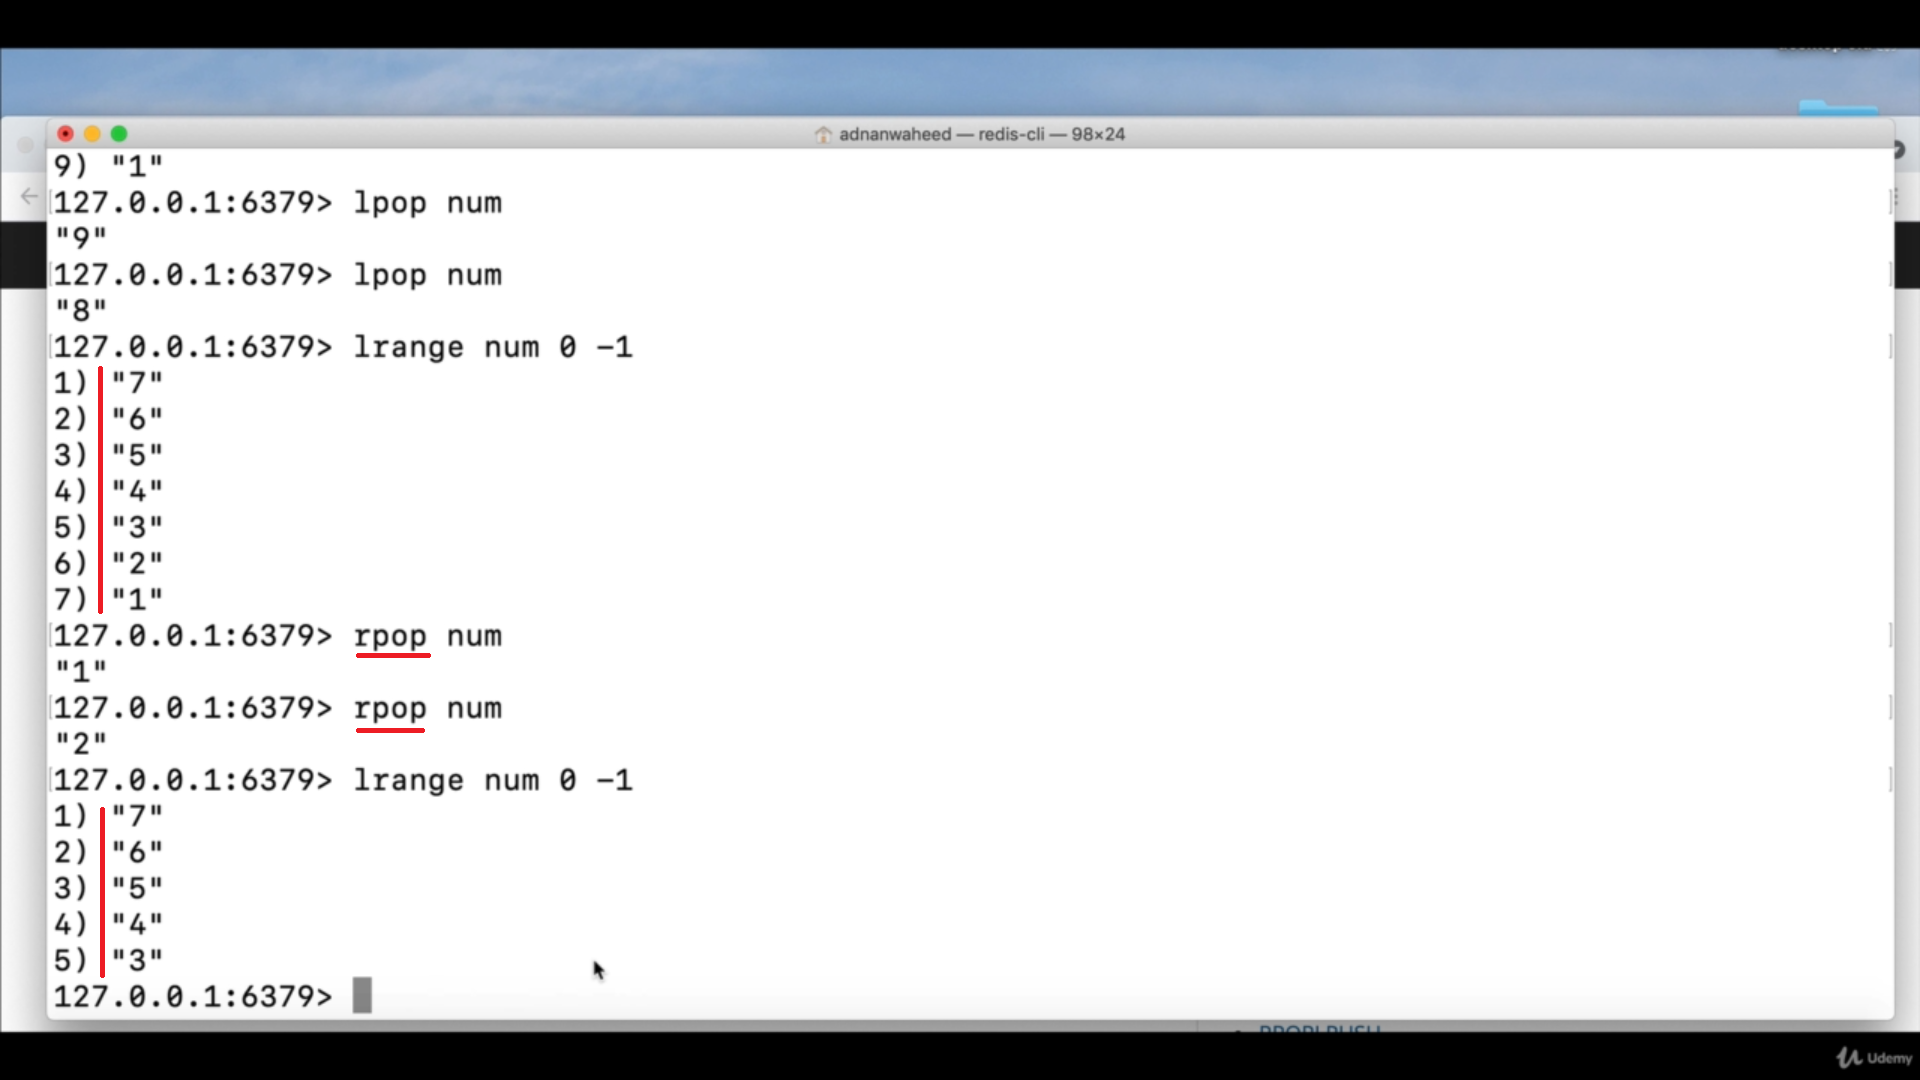 adnanwaheed — redis-cli — 98×24
9) "1"
127.0.0.1:6379> lpop num
"9"
127.0.0.1:6379> lpop num
"8"
127.0.0.1:6379> lrange num 0 -1
1) "7"
2) "6"
3) "5"
4) "4"
5) "3"
6) "2"
7) "1"
127.0.0.1:6379> rpop num
"1"
127.0.0.1:6379> rpop num
"2"
127.0.0.1:6379> lrange num 0 -1
1) "7"
2) "6"
3) "5"
4) "4"
5) "3"
127.0.0.1:6379>
Udemy